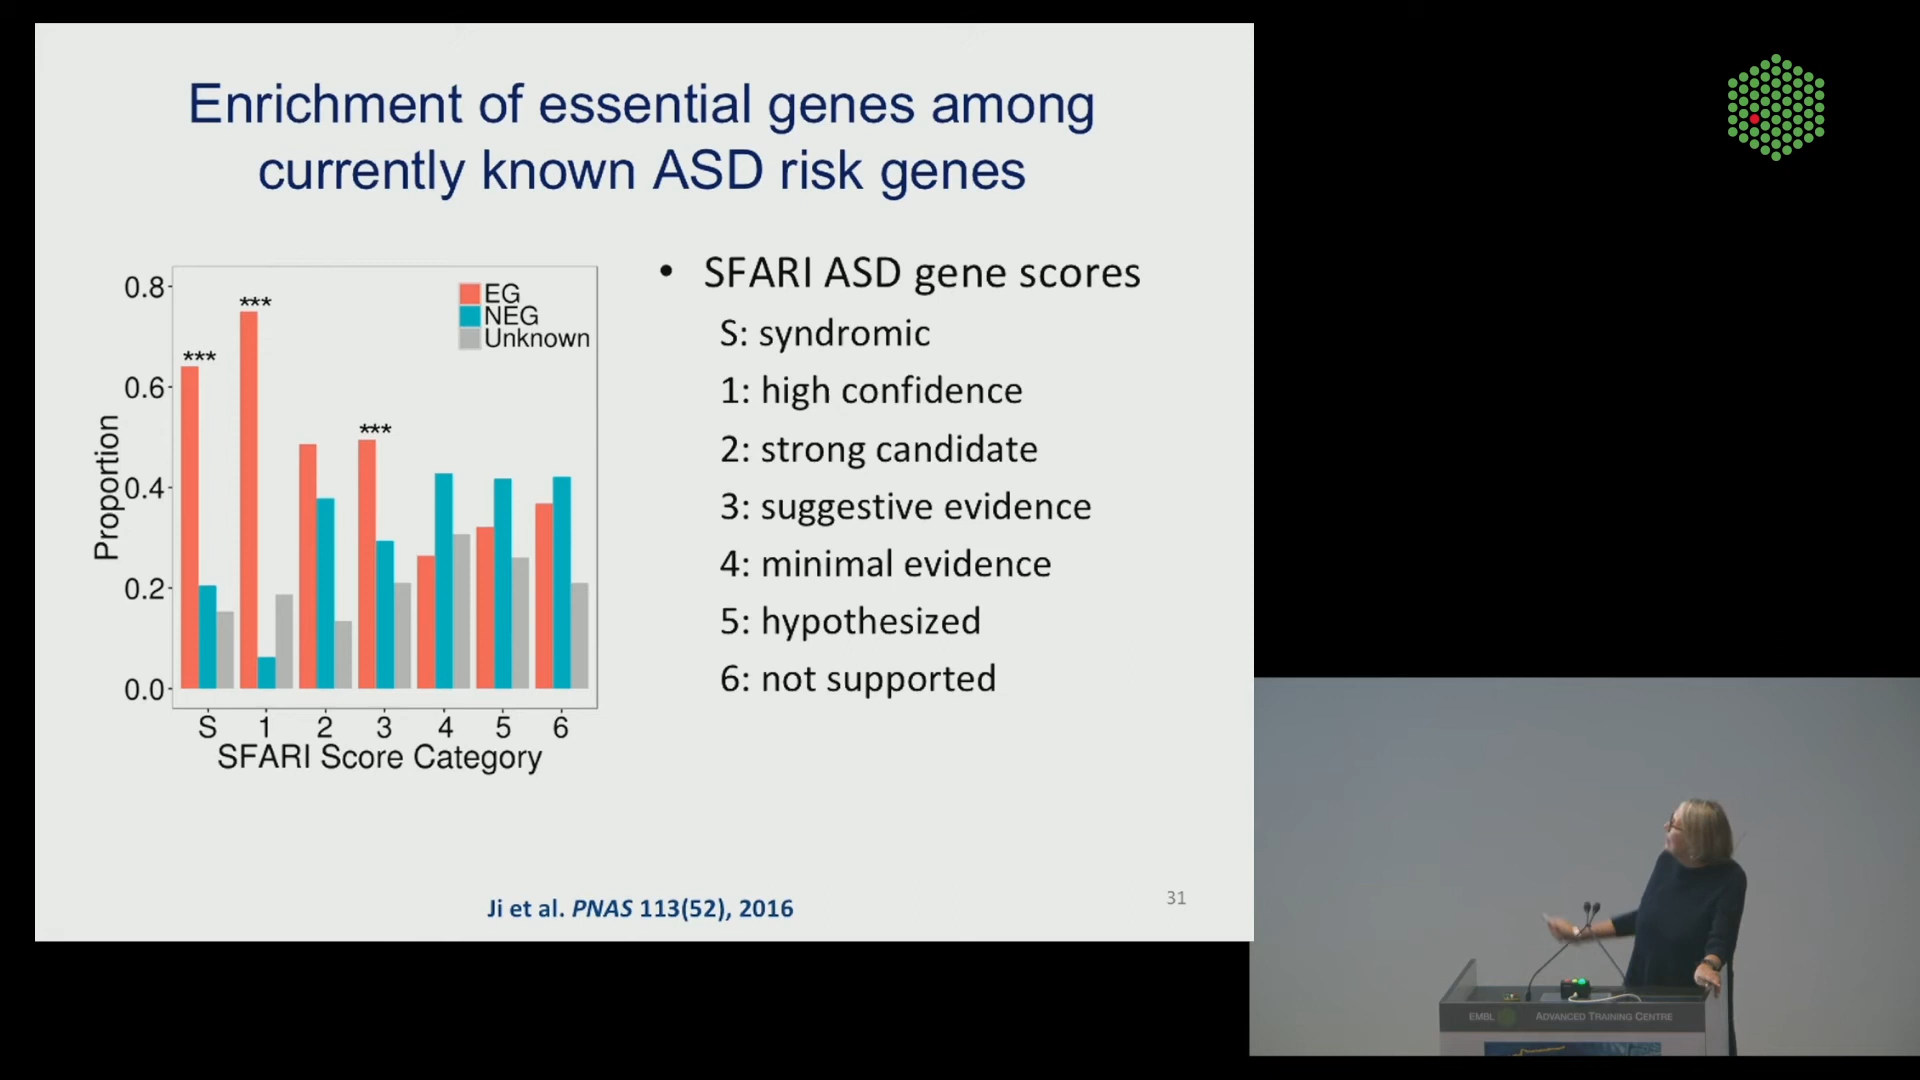 Enrichment of essential genes among
currently known ASD risk genes
0.8
0.6
0.4
0.2
0.0
Proportion
***
***
***
EG
NEG
Unknown
S 1 2 3 4 5 6
SFARI Score Category
• SFARI ASD gene scores
S: syndromic
1: high confidence
2: strong candidate
3: suggestive evidence
4: minimal evidence
5: hypothesized
6: not supported
Ji et al. PNAS 113(52), 2016
31
EMBL ADVANCED TRAINING CENTRE